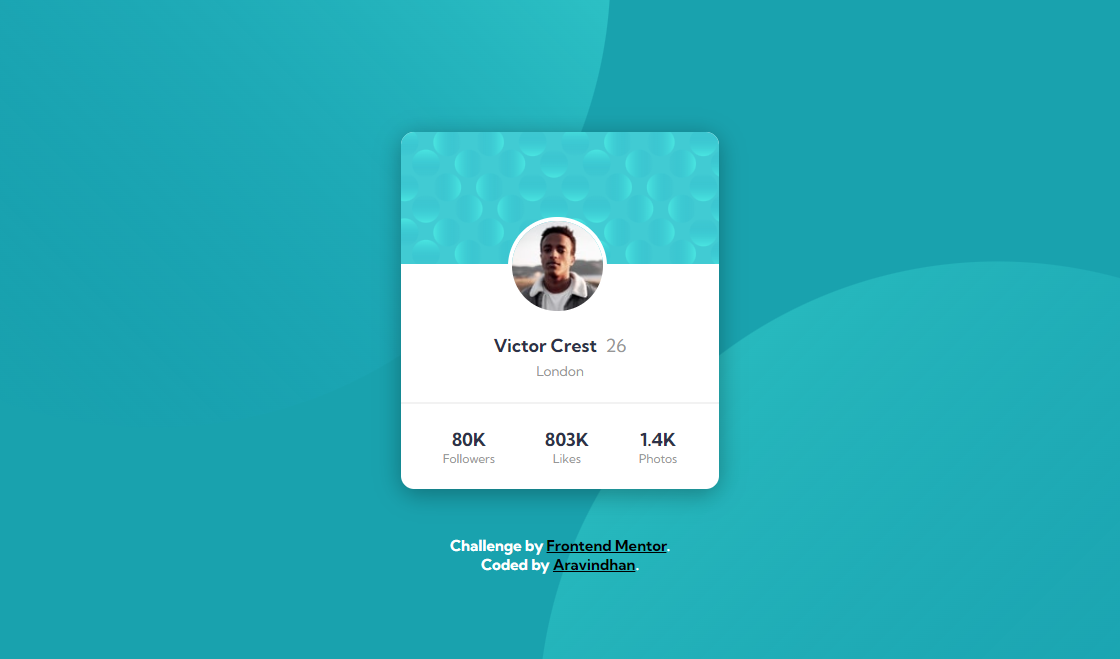 Victor Crest 26
London
80K 803K 1.4K
Followers Likes Photos
Challenge by Frontend Mentor.
Coded by Aravindhan.